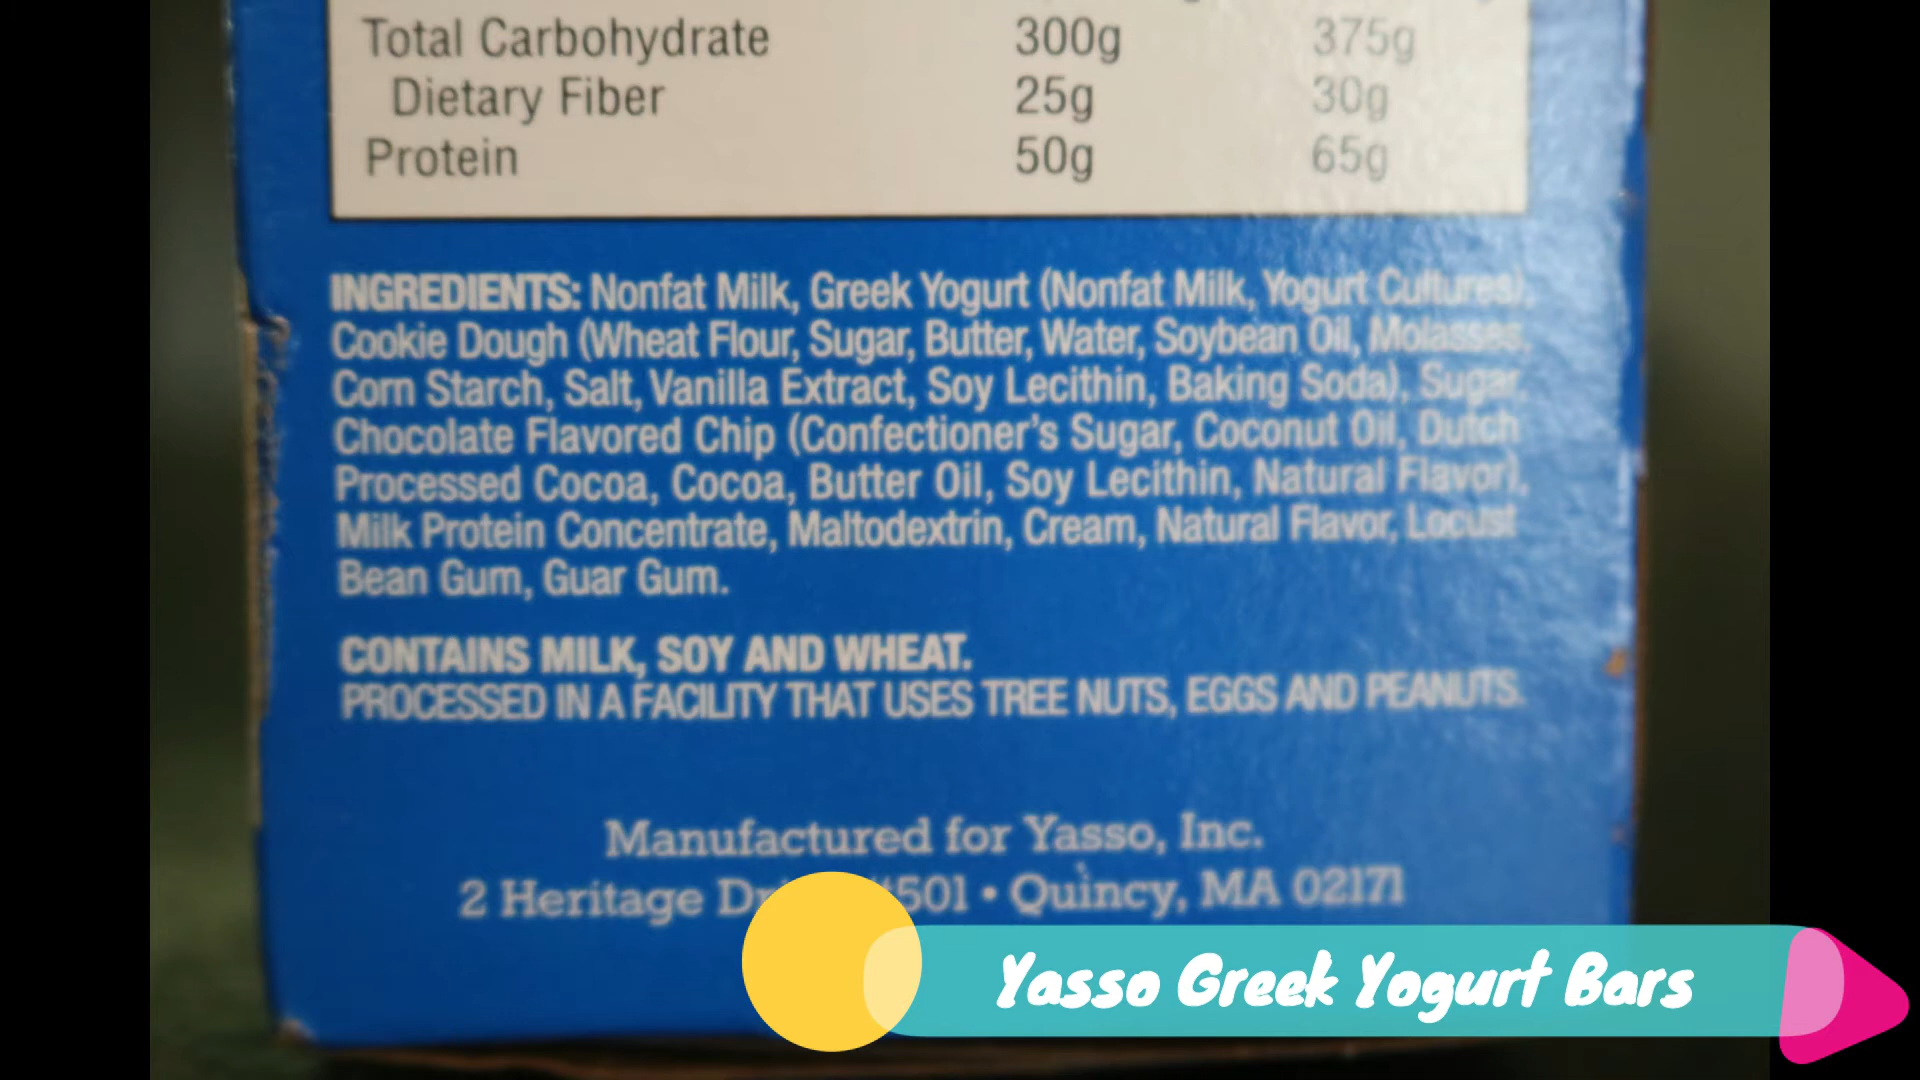 Total Carbohydrate 300g 375g
Dietary Fiber 25g 30g
Protein 50g 65g
INGREDIENTS: Nonfat Milk, Greek Yogurt (Nonfat Milk, Yogurt Cultures),
Cookie Dough (Wheat Flour, Sugar, Butter, Water, Soybean Oil, Molasses,
Corn Starch, Salt, Vanilla Extract, Soy Lecithin, Baking Soda), Sugar,
Chocolate Flavored Chip (Confectioner's Sugar, Coconut Oil, Dutch
Processed Cocoa, Cocoa, Butter Oil, Soy Lecithin, Natural Flavor),
Milk Protein Concentrate, Maltodextrin, Cream, Natural Flavor, Locust
Bean Gum, Guar Gum.
CONTAINS MILK, SOY AND WHEAT.
PROCESSED IN A FACILITY THAT USES TREE NUTS, EGGS AND PEANUTS.
Manufactured for Yasso, Inc.
2 Heritage 501 • Quincy, MA 02171
Yasso Greek Yogurt Bars